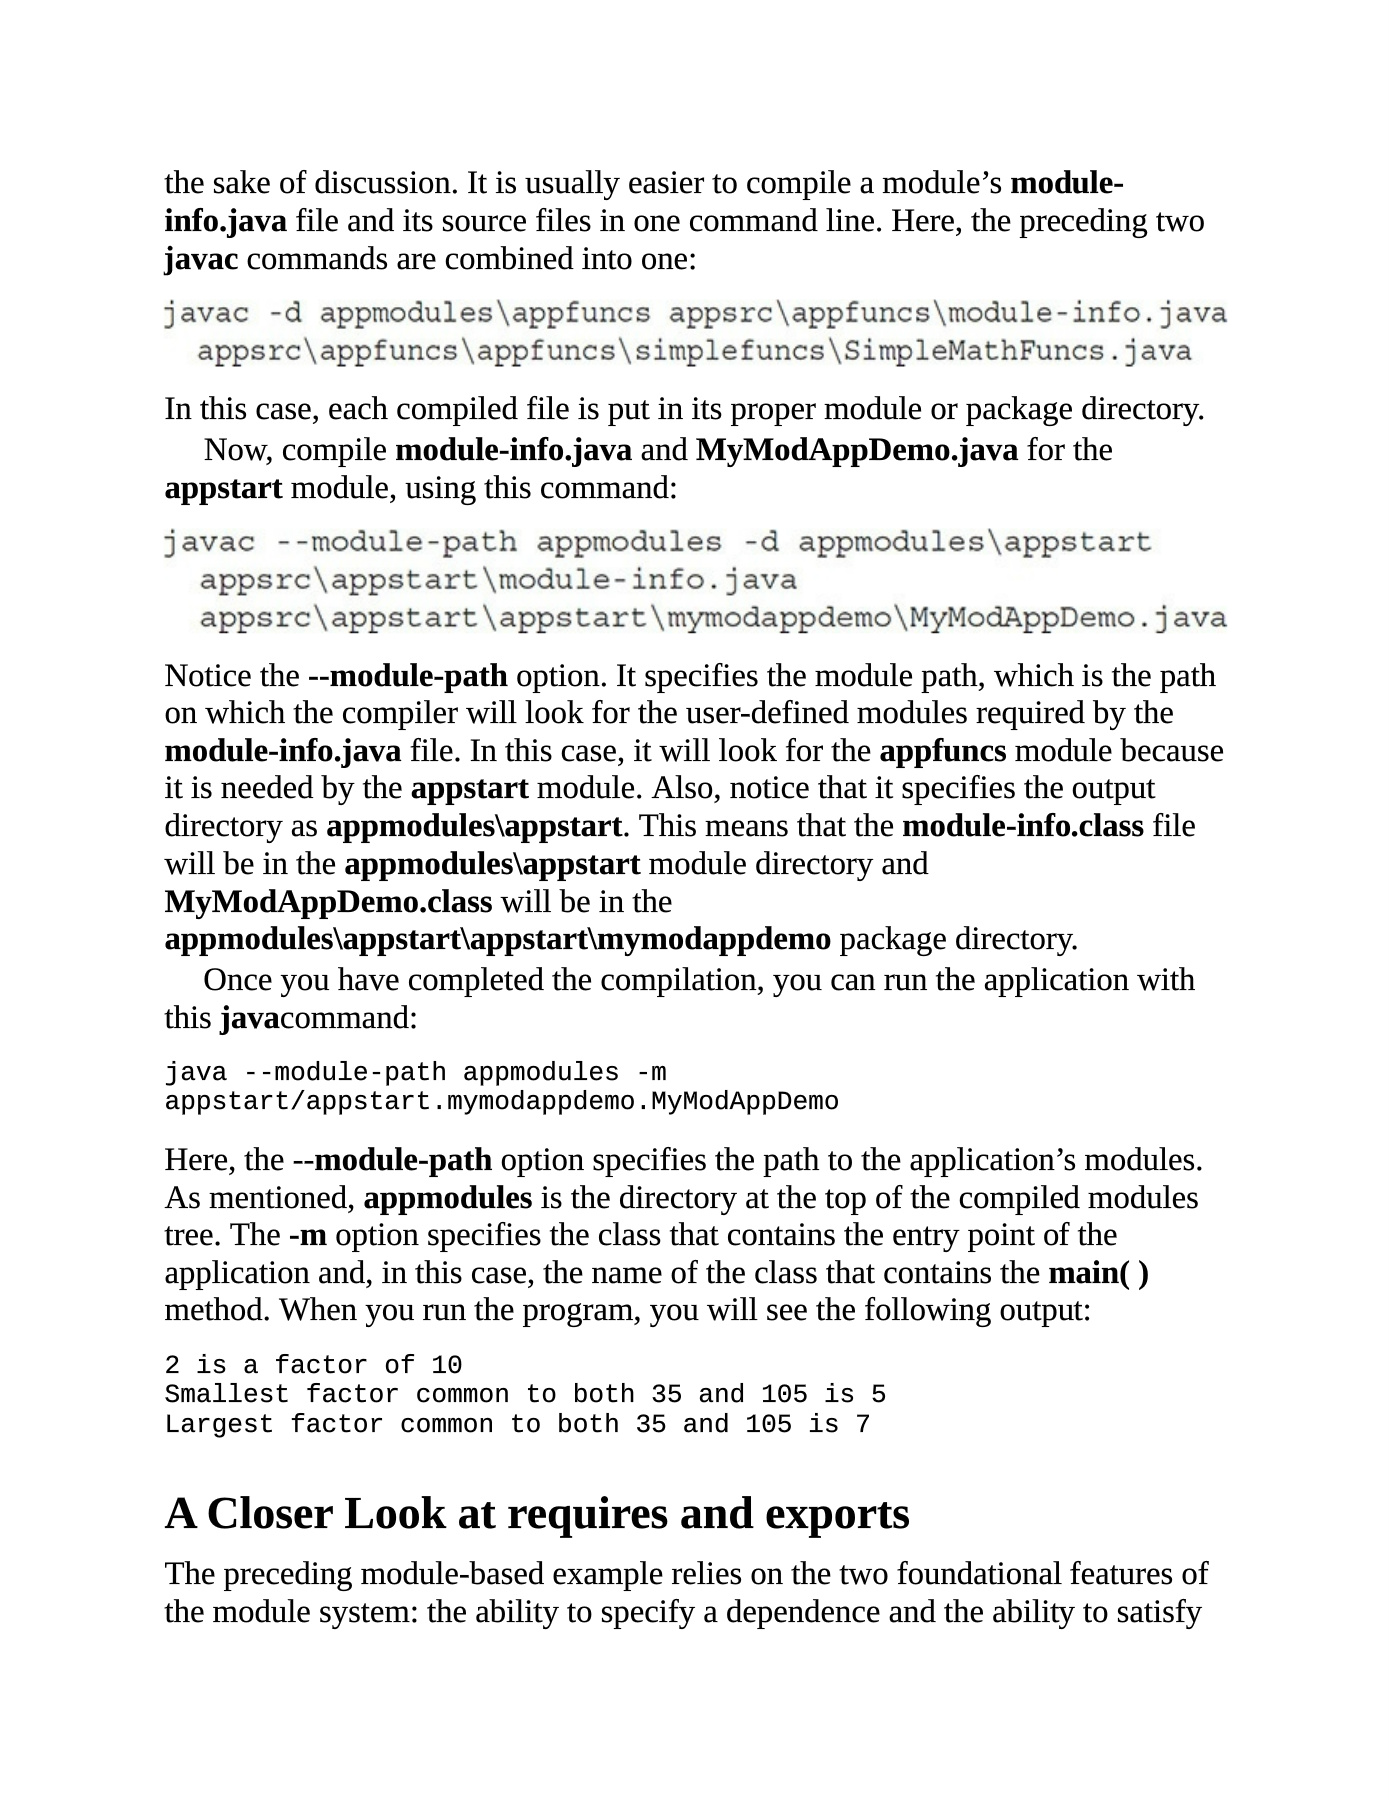 the sake of discussion. It is usually easier to compile a module’s module-
info.java file and its source files in one command line. Here, the preceding two
javac commands are combined into one:
javac -d appmodules\appfuncs appsrc\appfuncs\module-info.java
appsrc\appfuncs\appfuncs\simplefuncs\SimpleMathFuncs.java
In this case, each compiled file is put in its proper module or package directory.
Now, compile module-info.java and MyModAppDemo.java for the
appstart module, using this command:
javac --module-path appmodules -d appmodules\appstart
appsrc\appstart\module-info.java
appsrc\appstart\appstart\mymodappdemo\MyModAppDemo.java
Notice the --module-path option. It specifies the module path, which is the path
on which the compiler will look for the user-defined modules required by the
module-info.java file. In this case, it will look for the appfuncs module because
it is needed by the appstart module. Also, notice that it specifies the output
directory as appmodules\appstart. This means that the module-info.class file
will be in the appmodules\appstart module directory and
MyModAppDemo.class will be in the
appmodules\appstart\appstart\mymodappdemo package directory.
Once you have completed the compilation, you can run the application with
this javacommand:
java --module-path appmodules -m
appstart/appstart.mymodappdemo.MyModAppDemo
Here, the --module-path option specifies the path to the application’s modules.
As mentioned, appmodules is the directory at the top of the compiled modules
tree. The -m option specifies the class that contains the entry point of the
application and, in this case, the name of the class that contains the main( )
method. When you run the program, you will see the following output:
2 is a factor of 10
Smallest factor common to both 35 and 105 is 5
Largest factor common to both 35 and 105 is 7
A Closer Look at requires and exports
The preceding module-based example relies on the two foundational features of
the module system: the ability to specify a dependence and the ability to satisfy